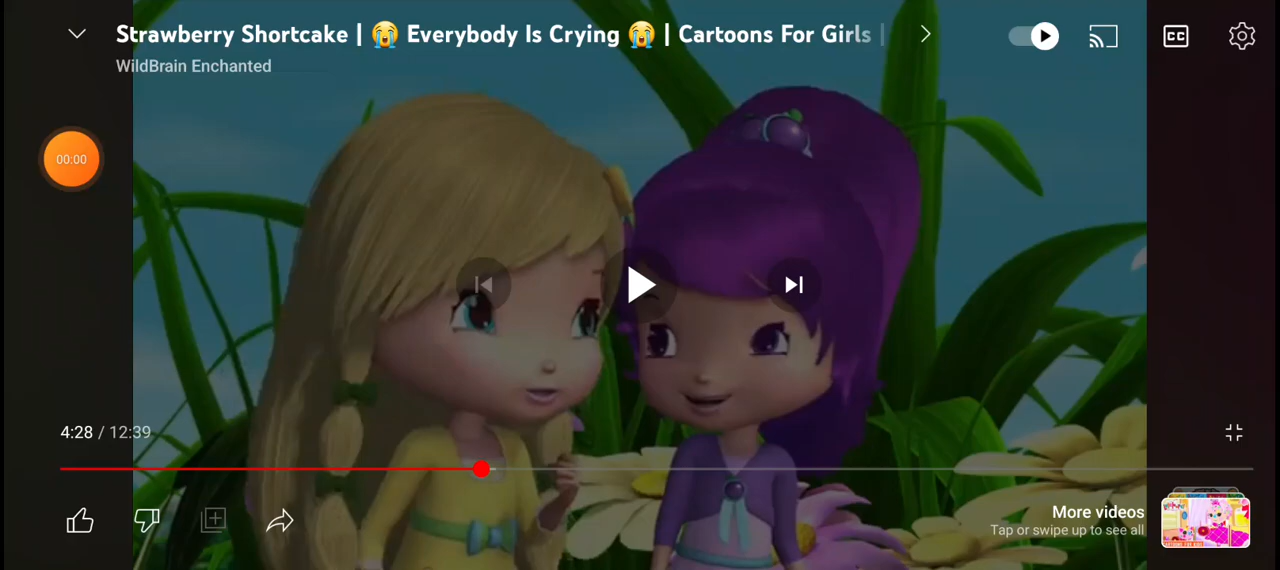 Strawberry Shortcake | 😭 Everybody Is Crying 😭 | Cartoons For Girls |
WildBrain Enchanted
CC
00:00
4:28 / 12:39
More videos
Tap or swipe up to see all